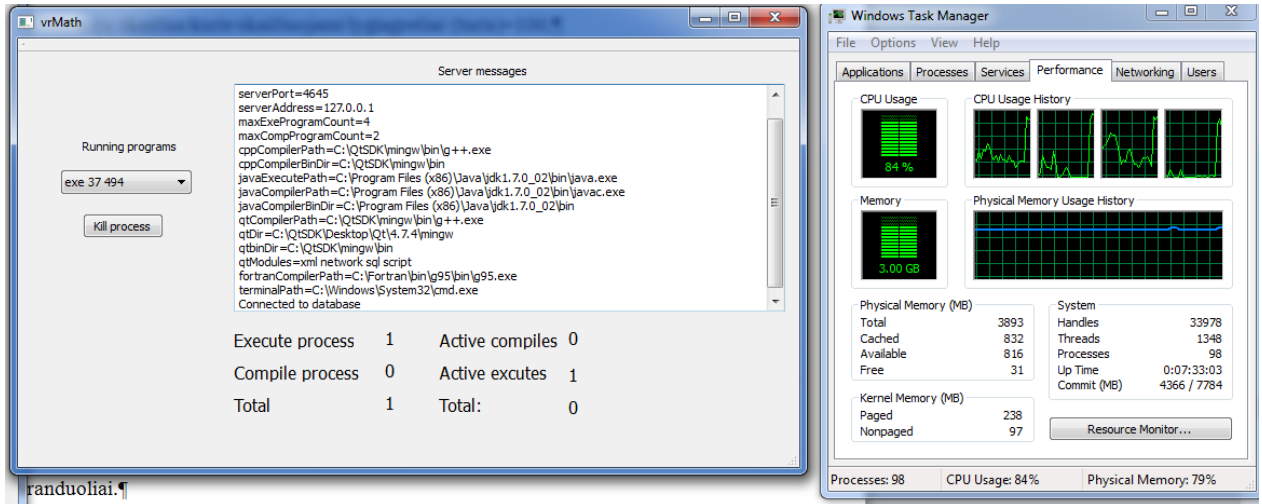 vrMath
Server messages
serverPort=4645
serverAddress=127.0.0.1
maxExeProgramCount=4
maxCompProgramCount=2
cppCompilerPath=C:\QtSDK\mingw\bin\g++.exe
cppCompilerBinDir=C:\QtSDK\mingw\bin
javaExecutePath=C:\Program Files (x86)\Java\jdk1.7.0_02\bin\java.exe
javaCompilerPath=C:\Program Files (x86)\Java\jdk1.7.0_02\bin\javac.exe
javaCompilerBinDir=C:\Program Files (x86)\Java\jdk1.7.0_02\bin
qtCompilerPath=C:\QtSDK\mingw\bin\g++.exe
qtDir=C:\QtSDK\Desktop\Qt\4.7.4\mingw
qtbinDir=C:\QtSDK\mingw\bin
qtModules=xml network sql script
fortranCompilerPath=C:\Fortran\bin\g95\bin\g95.exe
terminalPath=C:\Windows\System32\cmd.exe
Connected to database
Running programs
exe 37 494
Kill process
Execute process 1 Active compiles 0
Compile process 0 Active excutes 1
Total 1 Total: 0
randuoliai.¶
Windows Task Manager
File Options View Help
Applications Processes Services Performance Networking Users
CPU Usage CPU Usage History
84 %
Memory Physical Memory Usage History
3.00 GB
Physical Memory (MB)
Total 3893
Cached 832
Available 816
Free 31
System
Handles 33978
Threads 1348
Processes 98
Up Time 0:07:33:03
Commit (MB) 4366 / 7784
Kernel Memory (MB)
Paged 238
Nonpaged 97
Resource Monitor...
Processes: 98 CPU Usage: 84% Physical Memory: 79%